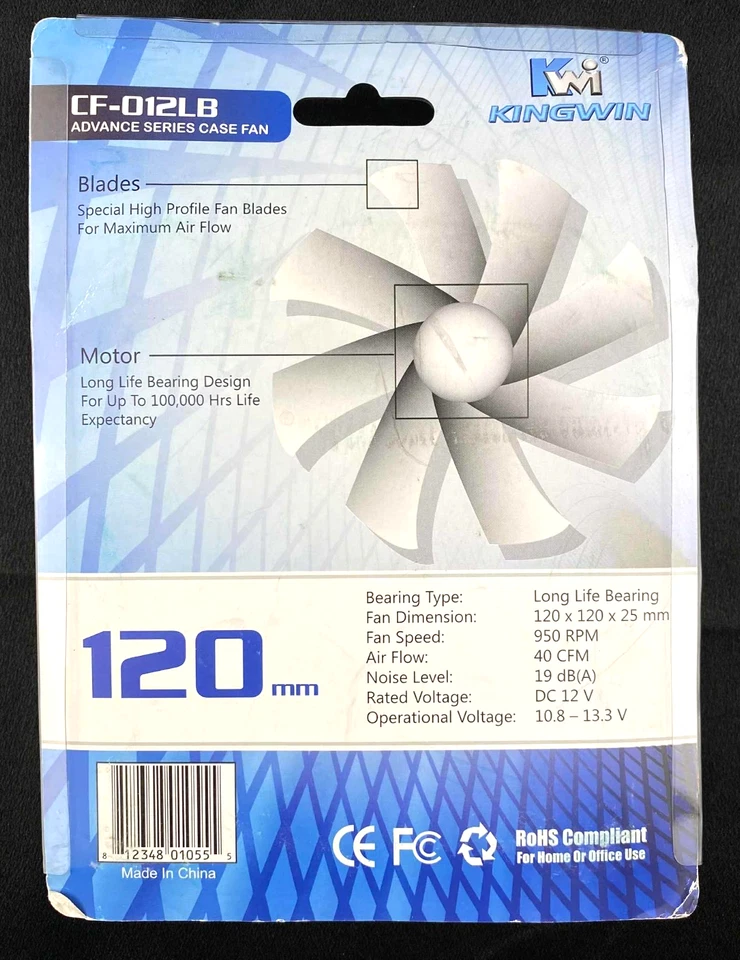 CF-012LB
ADVANCE SERIES CASE FAN
KW ®
KINGWIN
Blades
Special High Profile Fan Blades
For Maximum Air Flow
Motor
Long Life Bearing Design
For Up To 100,000 Hrs Life
Expectancy
120 mm
Bearing Type: Long Life Bearing
Fan Dimension: 120 x 120 x 25 mm
Fan Speed: 950 RPM
Air Flow: 40 CFM
Noise Level: 19 dB(A)
Rated Voltage: DC 12 V
Operational Voltage: 10.8 – 13.3 V
8 12348 01055 5
Made In China
CE FC
RoHS Compliant
For Home Or Office Use